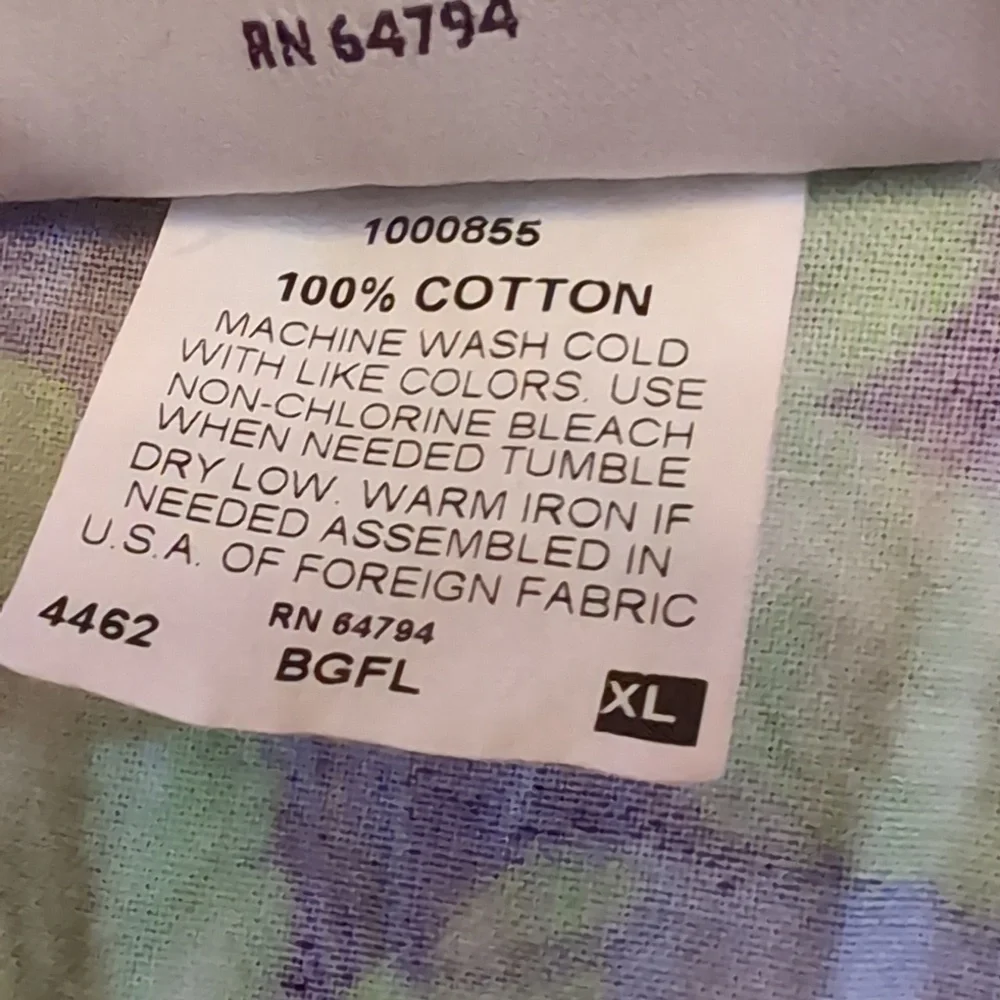 RN 64794
1000855
100% COTTON
MACHINE WASH COLD
WITH LIKE COLORS. USE
NON-CHLORINE BLEACH
WHEN NEEDED TUMBLE
DRY LOW. WARM IRON IF
NEEDED ASSEMBLED IN
U.S.A. OF FOREIGN FABRIC
4462 RN 64794
BGFL
XL